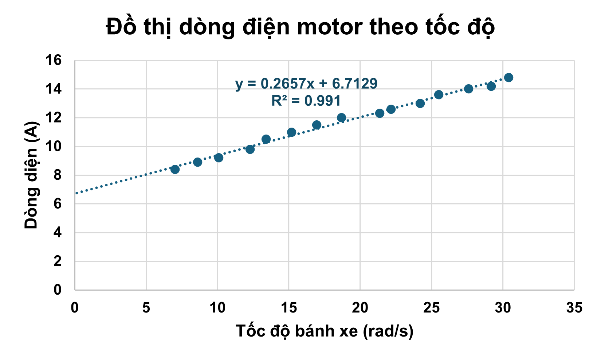 Đồ thị dòng điện motor theo tốc độ
y = 0.2657x + 6.7129
R² = 0.991
Dòng diện (A)
16
14
12
10
8
6
4
2
0
0 5 10 15 20 25 30 35
Tốc độ bánh xe (rad/s)